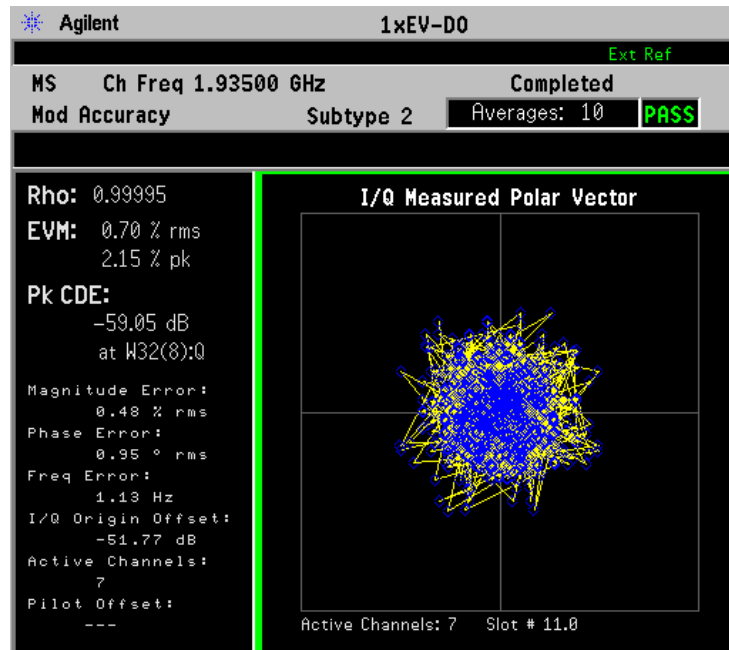 Agilent 1xEV-DO
Ext Ref
MS Ch Freq 1.93500 GHz Completed
Mod Accuracy Subtype 2 Averages: 10 PASS
Rho: 0.99995
EVM: 0.70 % rms
2.15 % pk
Pk CDE:
-59.05 dB
at W32(8):Q
Magnitude Error:
0.48 % rms
Phase Error:
0.95 ° rms
Freq Error:
1.13 Hz
I/Q Origin Offset:
-51.77 dB
Active Channels:
7
Pilot Offset:
---
I/Q Measured Polar Vector
Active Channels: 7 Slot # 11.0